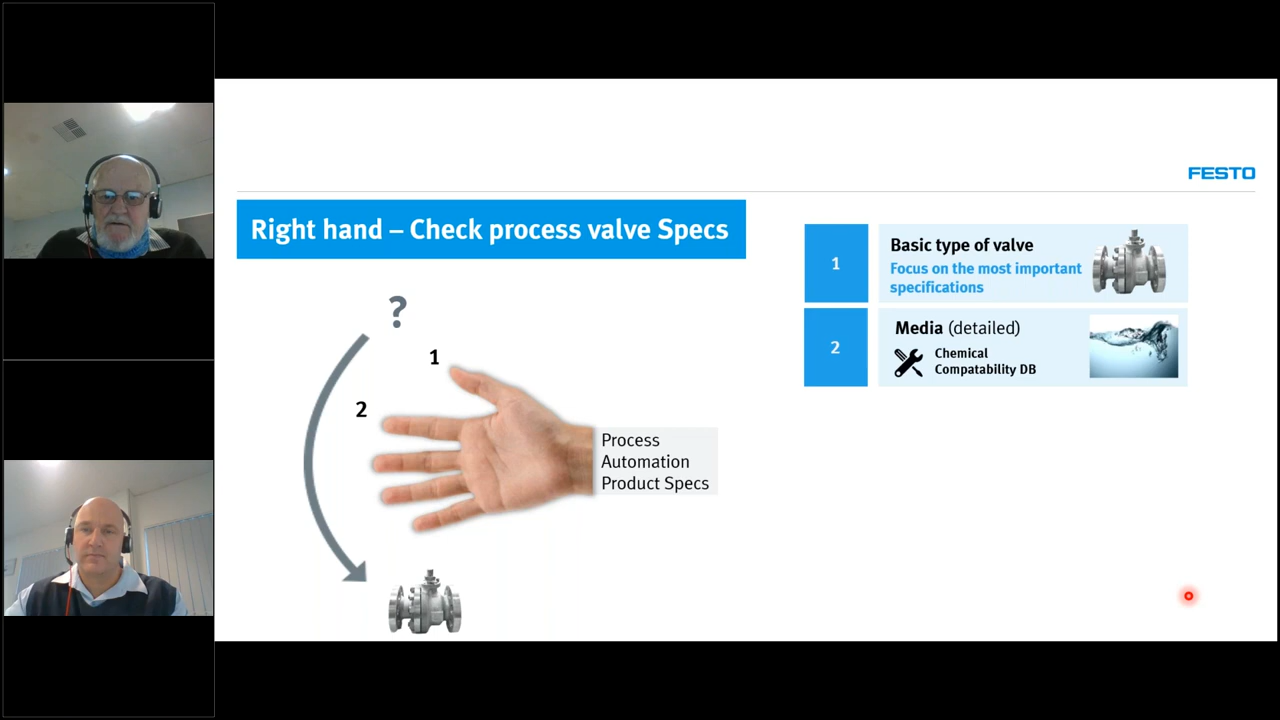 FESTO
Right hand – Check process valve Specs
?
1
2
Process
Automation
Product Specs
1
Basic type of valve
Focus on the most important
specifications
2
Media (detailed)
Chemical
Compatability DB